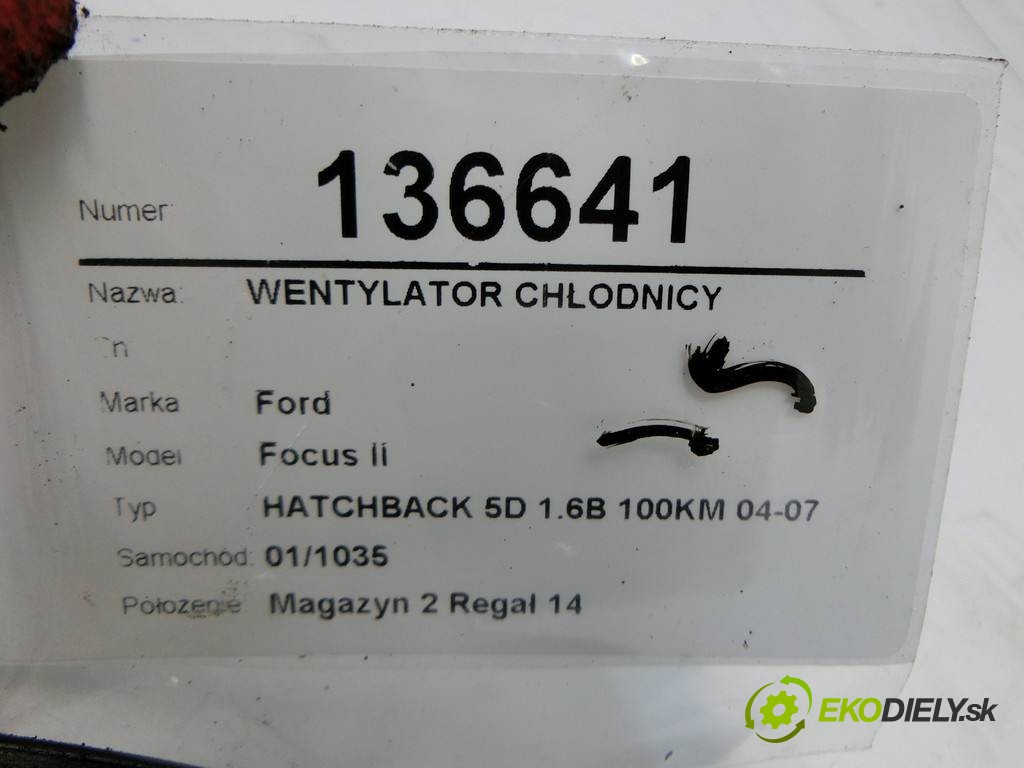 Numer: 136641
Nazwa: WENTYLATOR CHŁODNICY
Marka Ford
Model Focus II
Typ HATCHBACK 5D 1.6B 100KM 04-07
Samochód: 01/1035
Położenie Magazyn 2 Regał 14
EKODIELY.sk